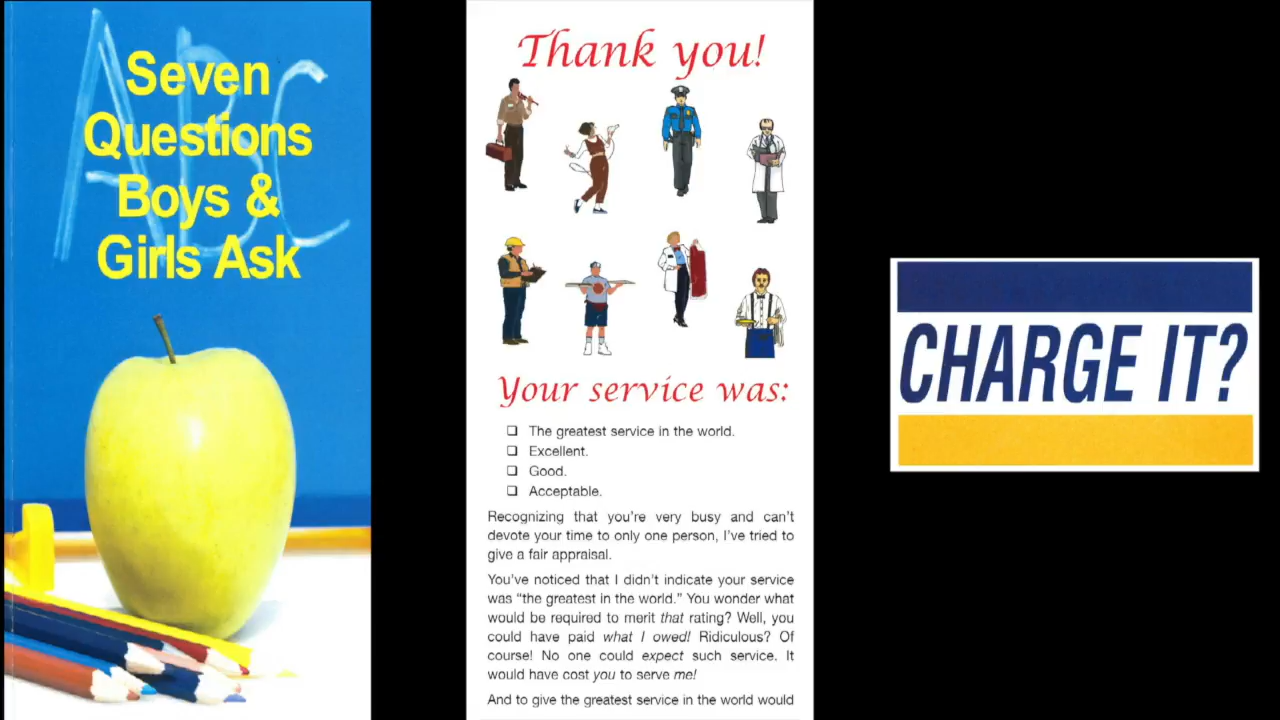 ABC
Seven
Questions
Boys &
Girls Ask
Thank you!
Your service was:
❏ The greatest service in the world.
❏ Excellent.
❏ Good.
❏ Acceptable.
Recognizing that you're very busy and can't
devote your time to only one person, I've tried to
give a fair appraisal.
You've noticed that I didn't indicate your service
was “the greatest in the world.” You wonder what
would be required to merit that rating? Well, you
could have paid what I owed! Ridiculous? Of
course! No one could expect such service. It
would have cost you to serve me!
And to give the greatest service in the world would
CHARGE IT?